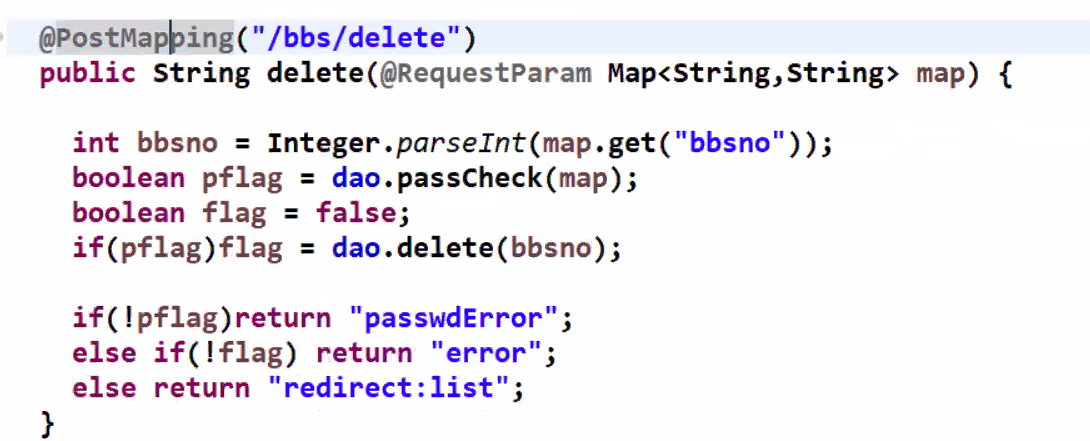 @PostMapping("/bbs/delete")
public String delete(@RequestParam Map<String,String> map) {
int bbsno = Integer.parseInt(map.get("bbsno"));
boolean pflag = dao.passCheck(map);
boolean flag = false;
if(pflag)flag = dao.delete(bbsno);
if(!pflag)return "passwdError";
else if(!flag) return "error";
else return "redirect:list";
}